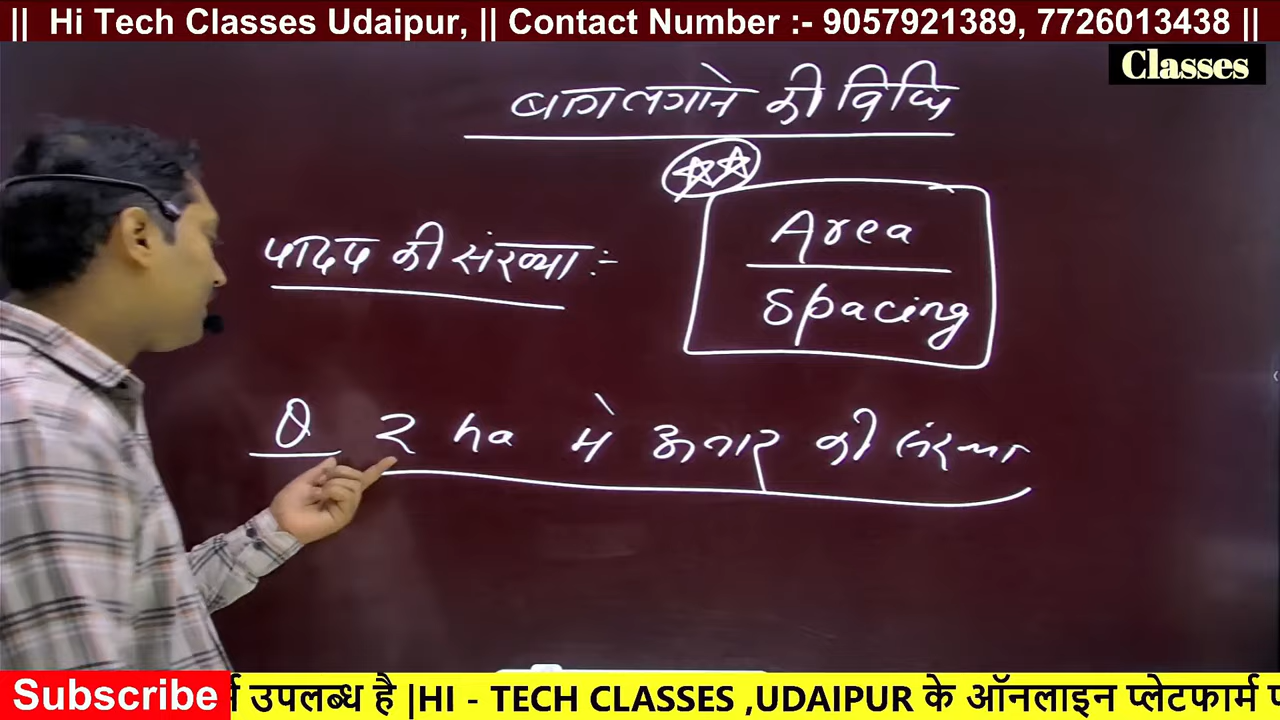 || Hi Tech Classes Udaipur, || Contact Number :- 9057921389, 7726013438 ||
Classes
बाग लगाने की विधि
पादप की संख्या :-
Area
Spacing
Q 2 ha में अनार की संख्या
Subscribe
उपलब्ध है |HI - TECH CLASSES ,UDAIPUR के ऑनलाइन प्लेटफार्म